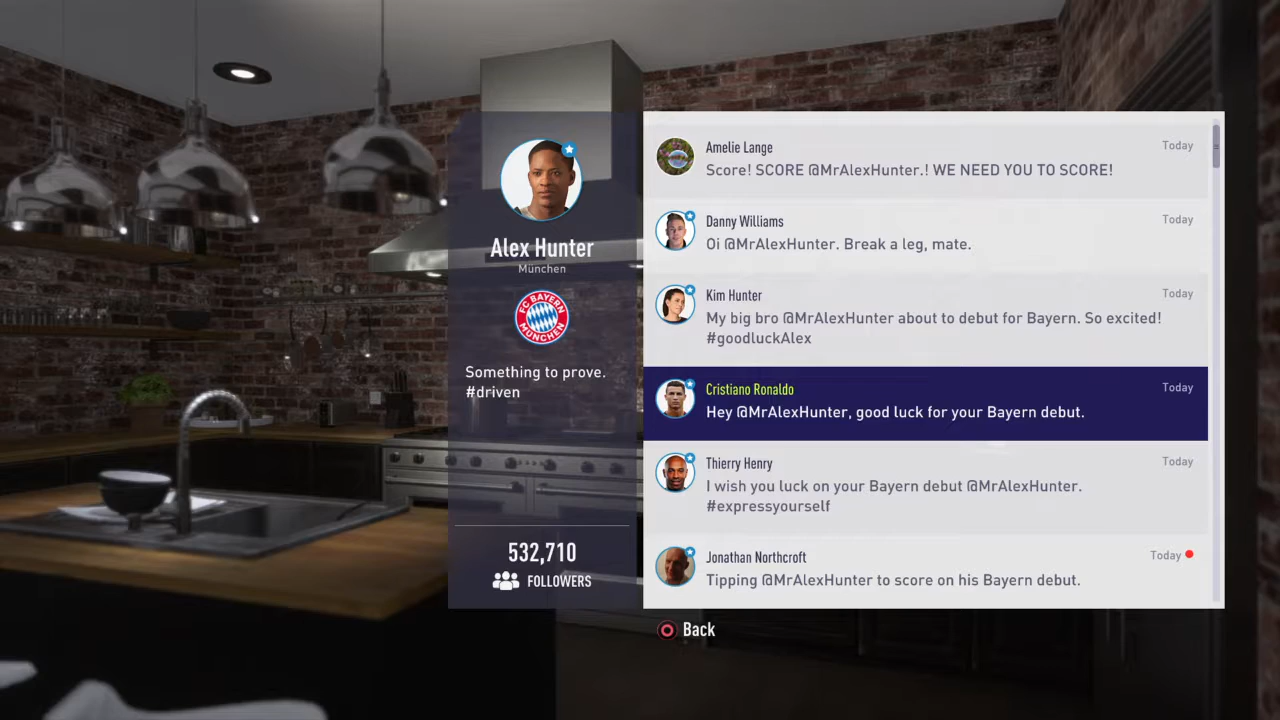 Alex Hunter
München
FC BAYERN
MÜNCHEN
Something to prove.
#driven
532,710
FOLLOWERS
Amelie Lange
Today
Score! SCORE @MrAlexHunter.! WE NEED YOU TO SCORE!
Danny Williams
Today
Oi @MrAlexHunter. Break a leg, mate.
Kim Hunter
Today
My big bro @MrAlexHunter about to debut for Bayern. So excited!
#goodluckAlex
Cristiano Ronaldo
Today
Hey @MrAlexHunter, good luck for your Bayern debut.
Thierry Henry
Today
I wish you luck on your Bayern debut @MrAlexHunter.
#expressyourself
Jonathan Northcroft
Today
Tipping @MrAlexHunter to score on his Bayern debut.
Back